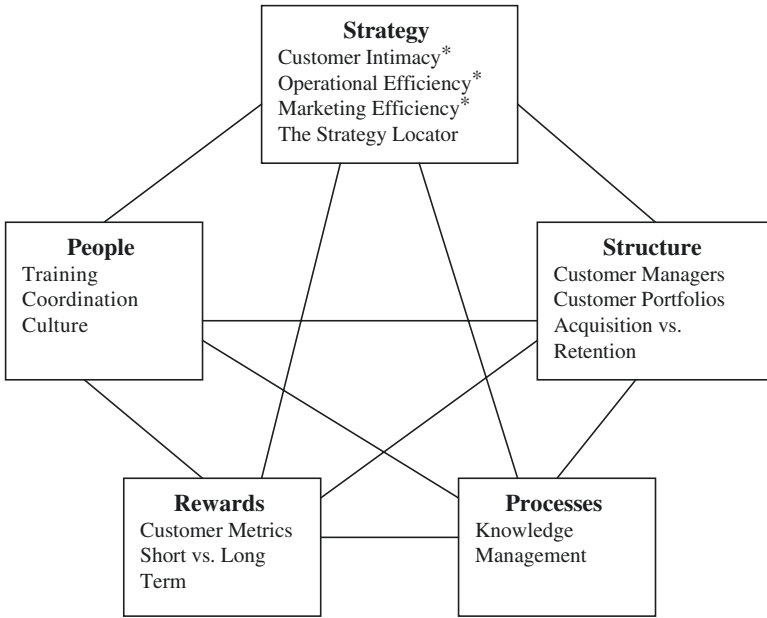 Strategy
Customer Intimacy*
Operational Efficiency*
Marketing Efficiency*
The Strategy Locator
People
Training
Coordination
Culture
Structure
Customer Managers
Customer Portfolios
Acquisition vs.
Retention
Rewards
Customer Metrics
Short vs. Long
Term
Processes
Knowledge
Management